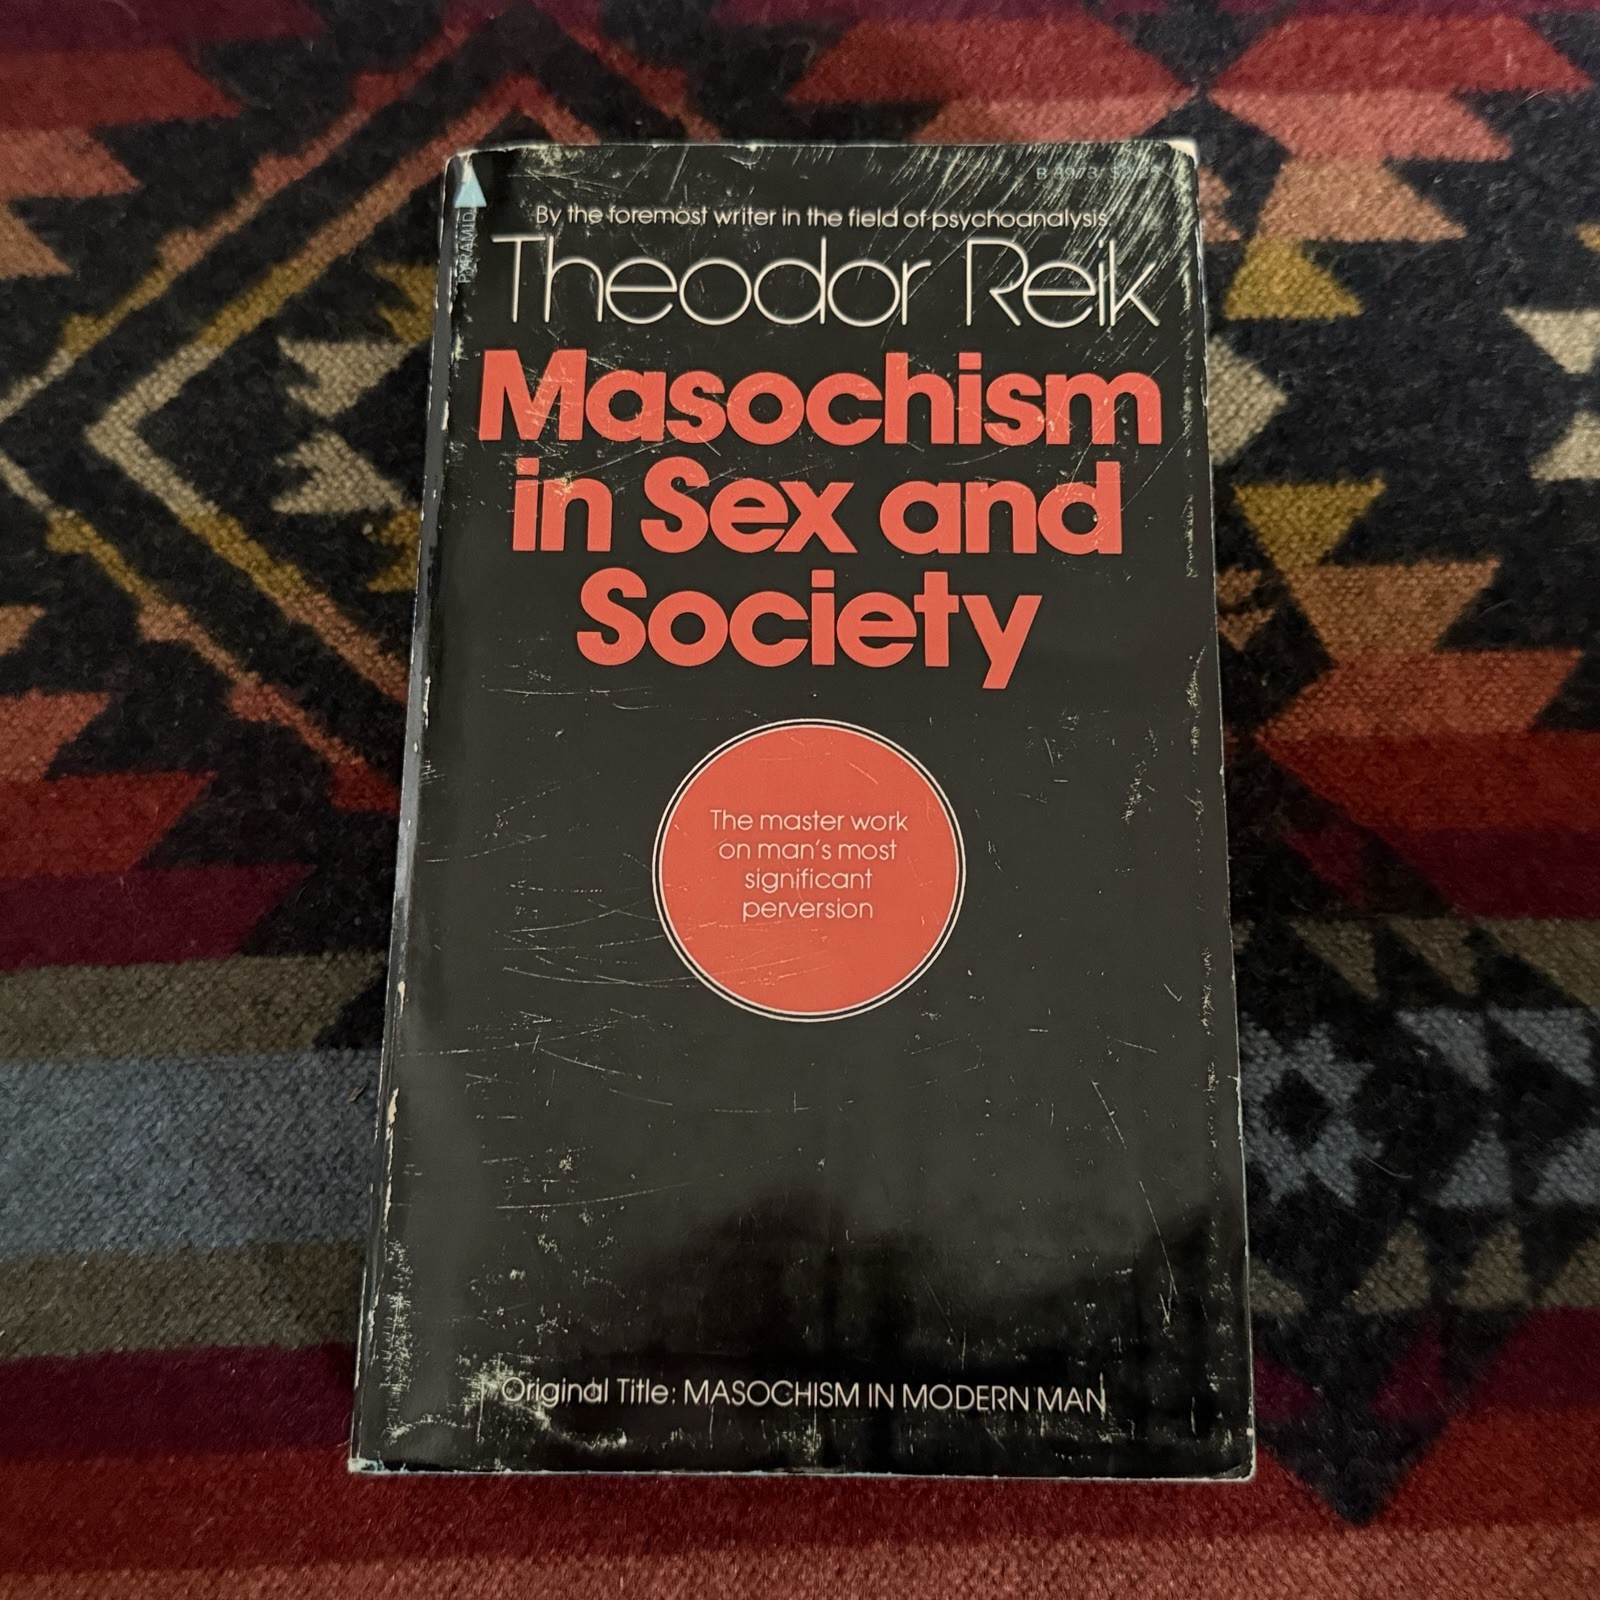 PYRAMID
By the foremost writer in the field of psychoanalysis
Theodor Reik
Masochism
in Sex and
Society
The master work
on man's most
significant
perversion
Original Title: MASOCHISM IN MODERN MAN